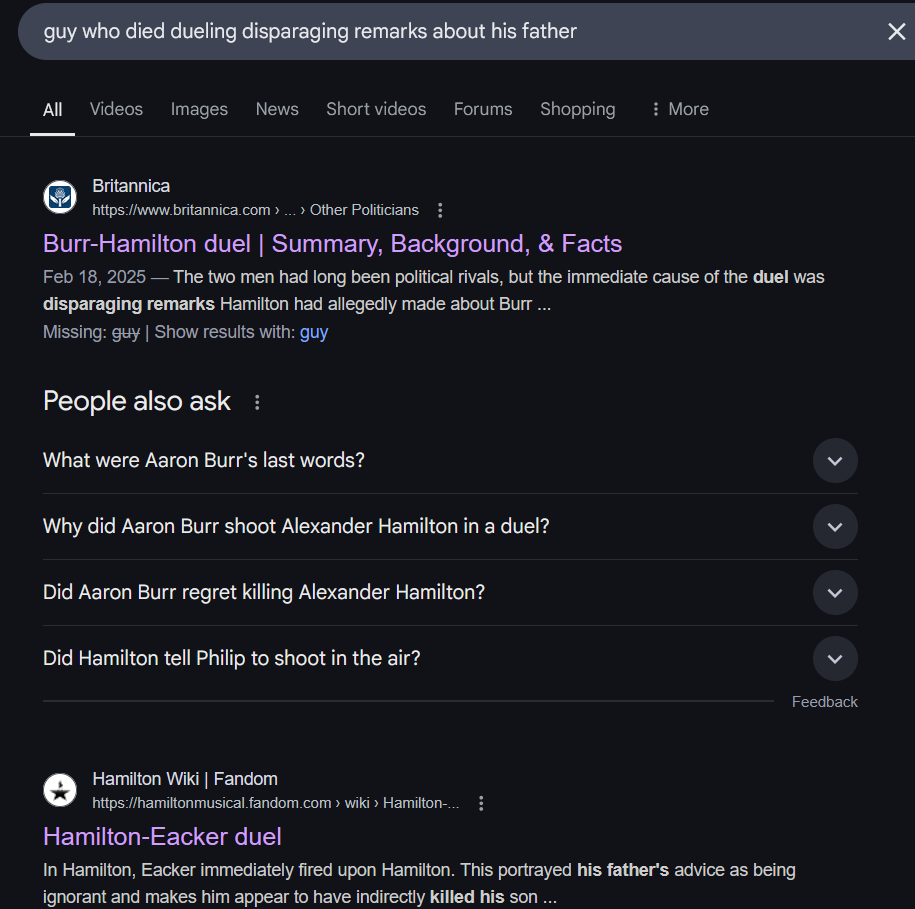 guy who died dueling disparaging remarks about his father
All Videos Images News Short videos Forums Shopping More
Britannica
https://www.britannica.com › ... › Other Politicians
Burr-Hamilton duel | Summary, Background, & Facts
Feb 18, 2025 — The two men had long been political rivals, but the immediate cause of the duel was
disparaging remarks Hamilton had allegedly made about Burr ...
Missing: guy | Show results with: guy
People also ask
What were Aaron Burr's last words?
Why did Aaron Burr shoot Alexander Hamilton in a duel?
Did Aaron Burr regret killing Alexander Hamilton?
Did Hamilton tell Philip to shoot in the air?
Feedback
Hamilton Wiki | Fandom
https://hamiltonmusical.fandom.com › wiki › Hamilton-...
Hamilton-Eacker duel
In Hamilton, Eacker immediately fired upon Hamilton. This portrayed his father's advice as being
ignorant and makes him appear to have indirectly killed his son ...